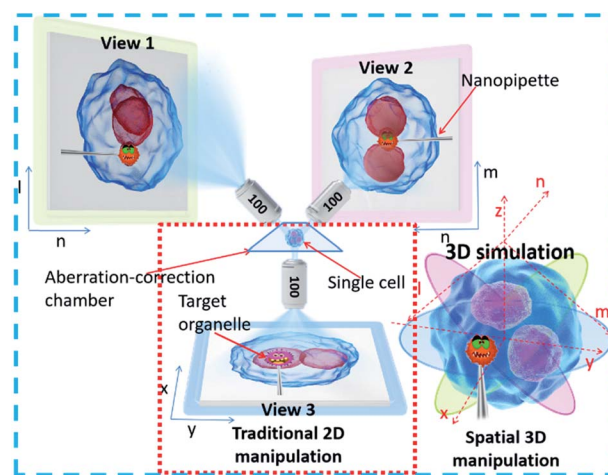 View 1
View 2
Nanopipette
l
n
m
n
100
100
Aberration-correction
chamber
Single cell
100
Target
organelle
x
y
View 3
Traditional 2D
manipulation
z
n
3D simulation
l
m
y
x
Spatial 3D
manipulation